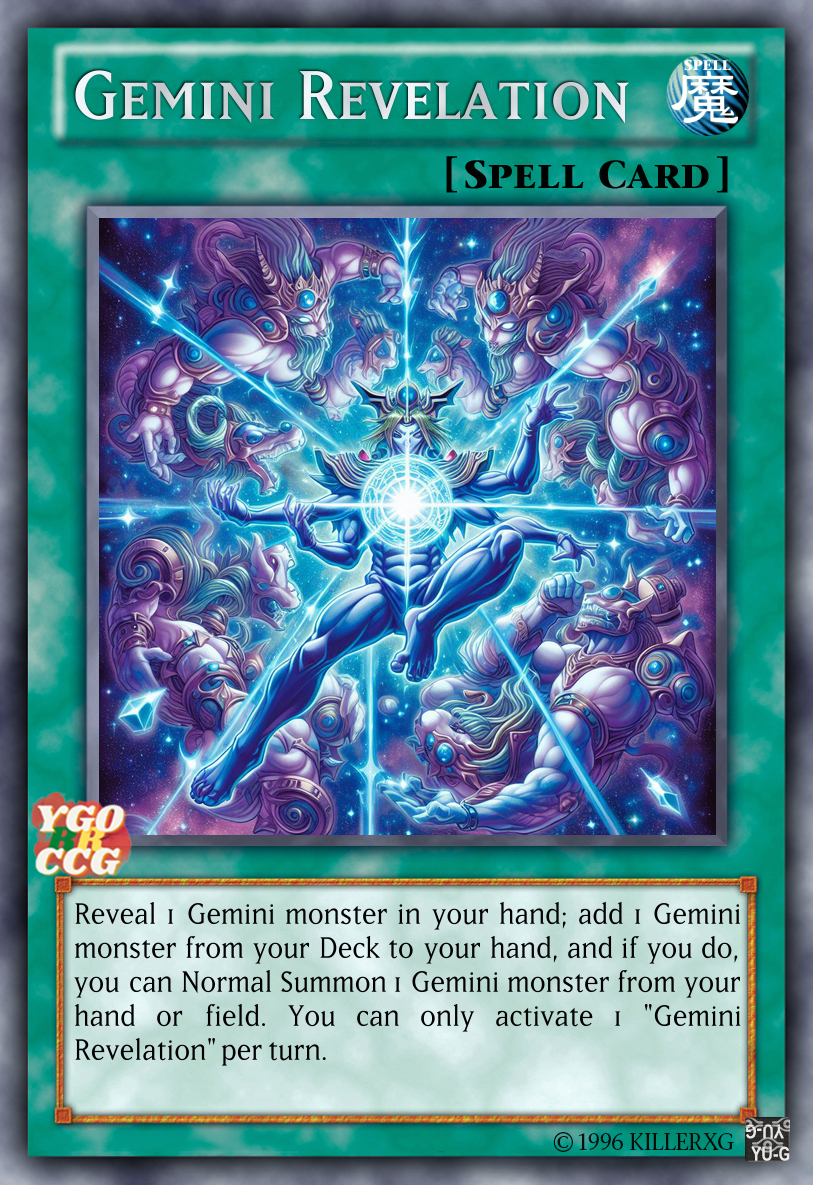 Gemini Revelation
SPELL
魔
[Spell Card]
YGO
CCG
Reveal 1 Gemini monster in your hand; add 1 Gemini
monster from your Deck to your hand, and if you do,
you can Normal Summon 1 Gemini monster from your
hand or field. You can only activate 1 "Gemini
Revelation" per turn.
© 1996 KILLERXG
YU-G